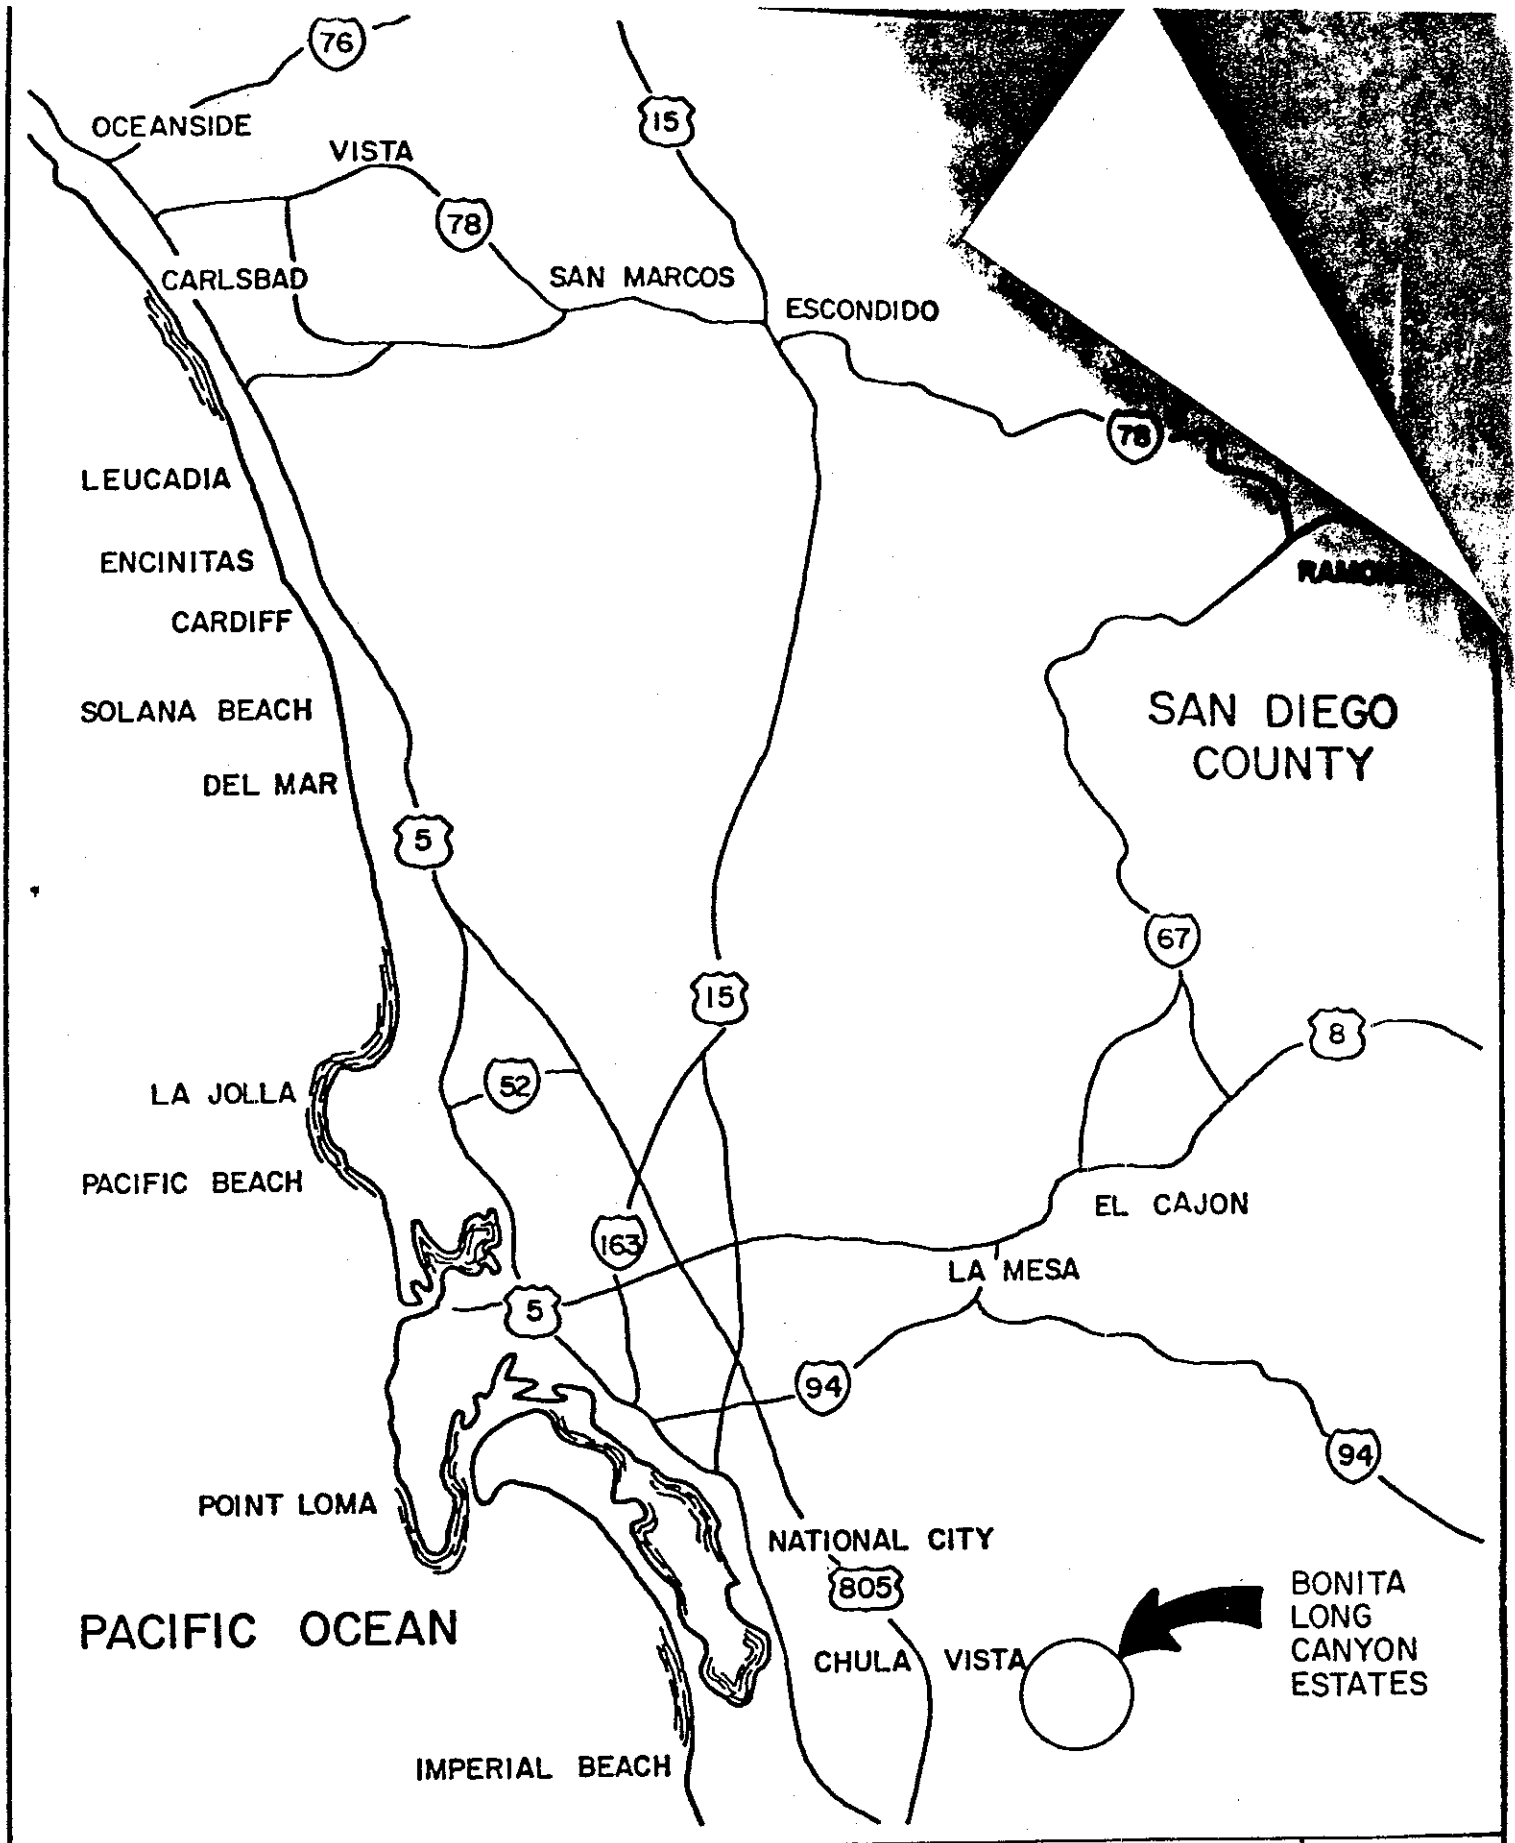 76
15
OCEANSIDE
VISTA
78
CARLSBAD
SAN MARCOS
ESCONDIDO
78
LEUCADIA
ENCINITAS
CARDIFF
SOLANA BEACH
SAN DIEGO
COUNTY
DEL MAR
5
67
15
8
52
LA JOLLA
PACIFIC BEACH
EL CAJON
163
LA MESA
5
94
94
POINT LOMA
NATIONAL CITY
805
BONITA
LONG
CANYON
ESTATES
PACIFIC OCEAN
CHULA VISTA
IMPERIAL BEACH